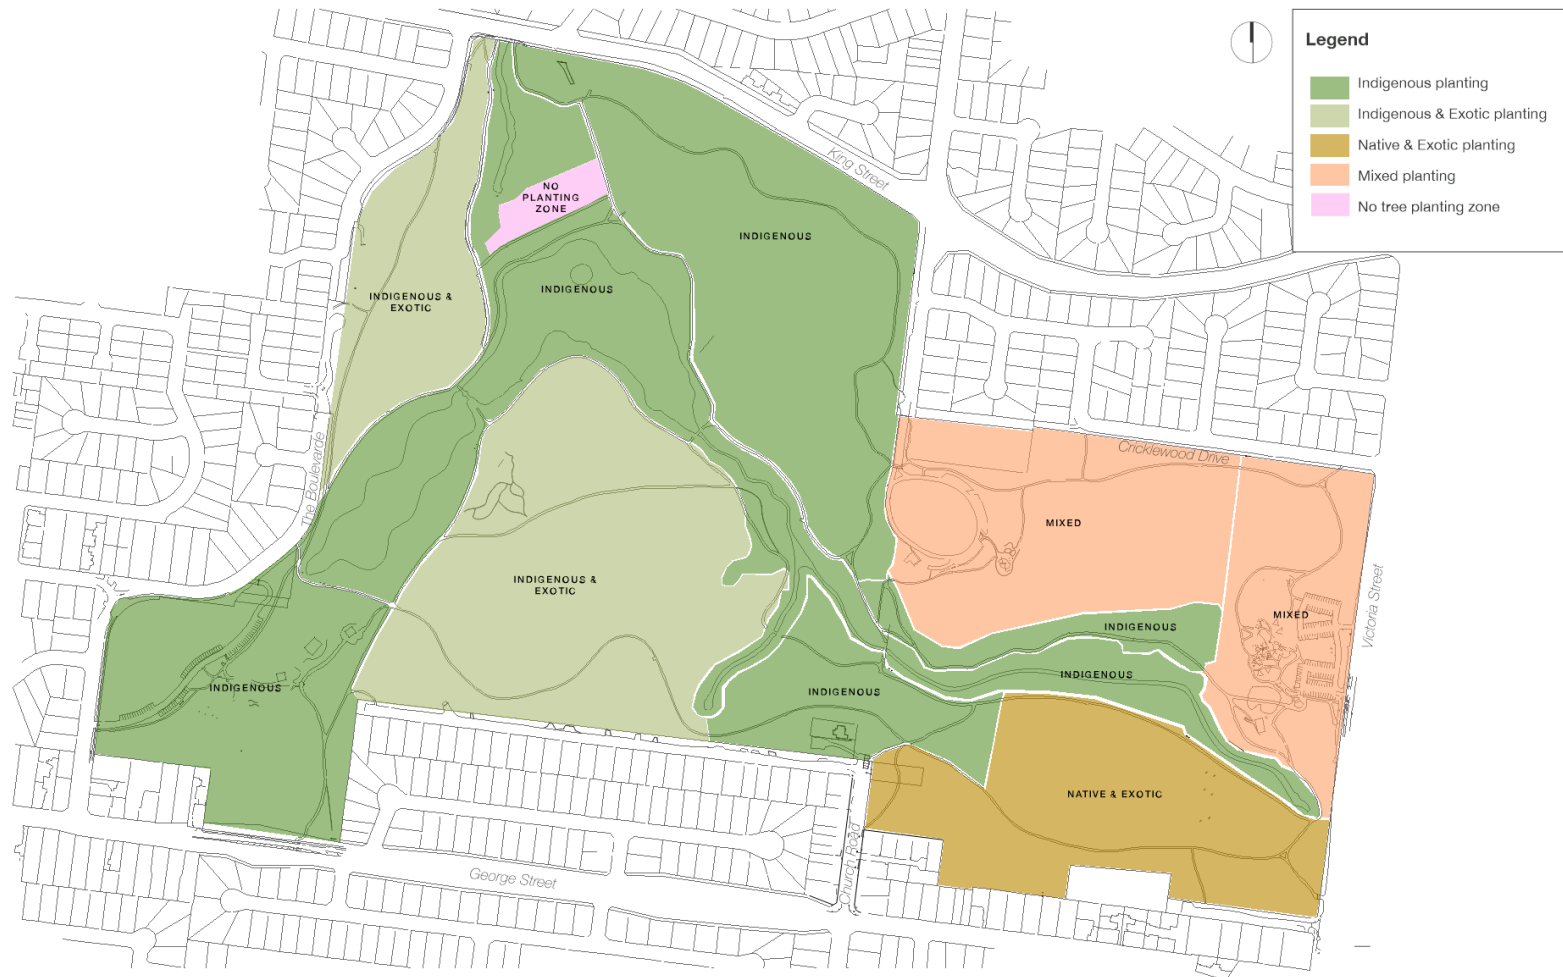 Legend
Indigenous planting
Indigenous & Exotic planting
Native & Exotic planting
Mixed planting
No tree planting zone
King Street
NO
PLANTING
ZONE
INDIGENOUS
INDIGENOUS
INDIGENOUS &
EXOTIC
The Boulevarde
Cricklewood Drive
MIXED
INDIGENOUS &
EXOTIC
Victoria Street
MIXED
INDIGENOUS
INDIGENOUS
INDIGENOUS
INDIGENOUS
NATIVE & EXOTIC
Church Road
George Street